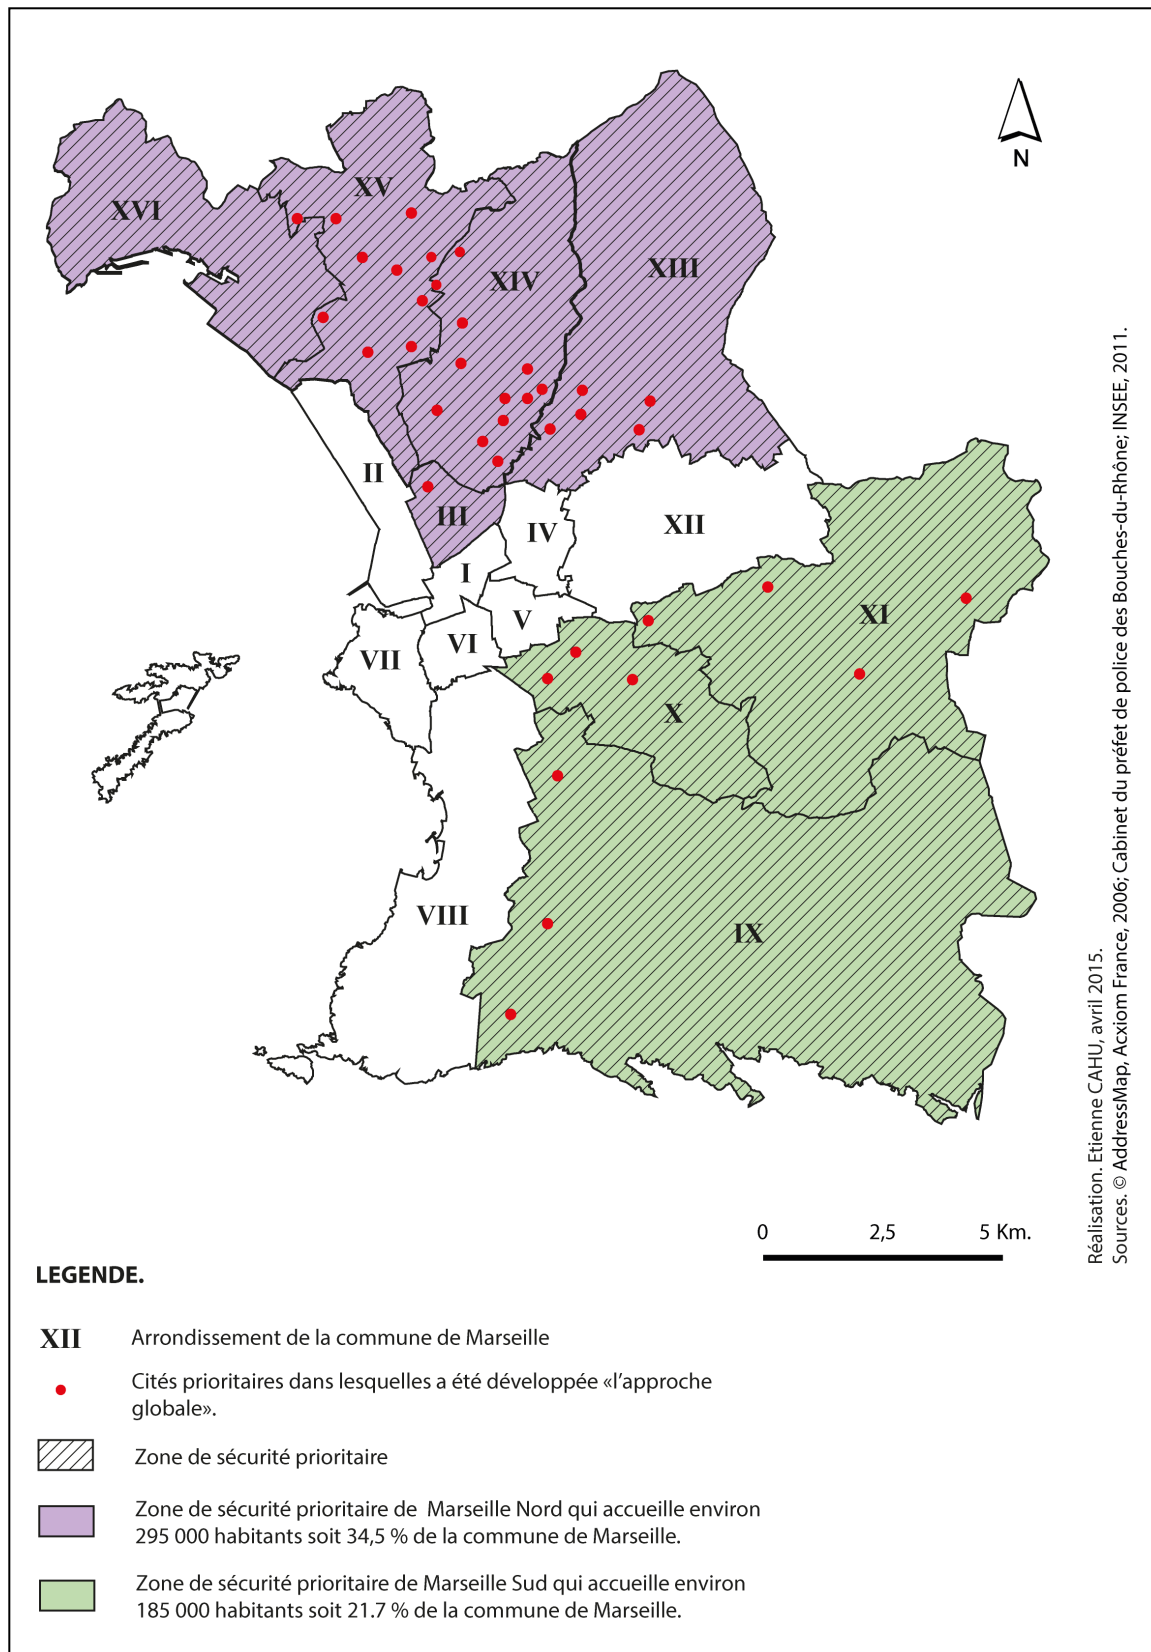 N
XV
XVI
XIII
XIV
II
III
IV
XII
I
V
XI
VI
VII
X
VIII
IX
Réalisation. Etienne CAHU, avril 2015.
Sources. © AddressMap, Acxiom France, 2006; Cabinet du préfet de police des Bouches-du-Rhône; INSEE, 2011.
0 2,5 5 Km.
LEGENDE.
XII Arrondissement de la commune de Marseille
Cités prioritaires dans lesquelles a été développée «l'approche
globale».
Zone de sécurité prioritaire
Zone de sécurité prioritaire de Marseille Nord qui accueille environ
295 000 habitants soit 34,5 % de la commune de Marseille.
Zone de sécurité prioritaire de Marseille Sud qui accueille environ
185 000 habitants soit 21.7 % de la commune de Marseille.